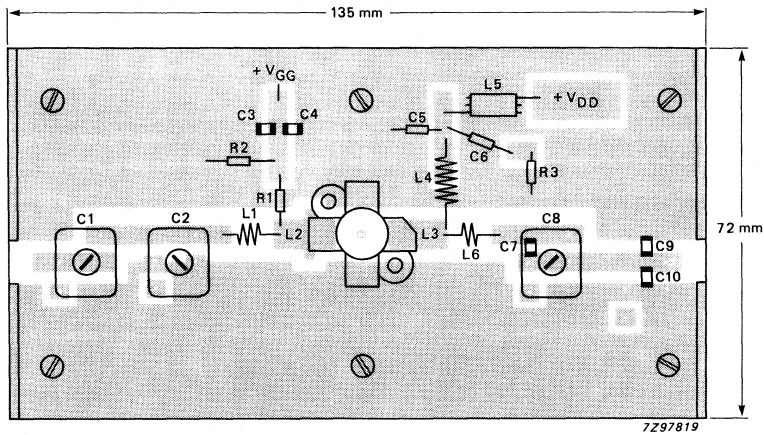 135 mm
+ VGG
L5
+ VDD
C3 C4
C5
C6
R2
L4
R3
R1
C1
C2
L1
L2
L3
L6
C7
C8
72 mm
C9
C10
7Z97819